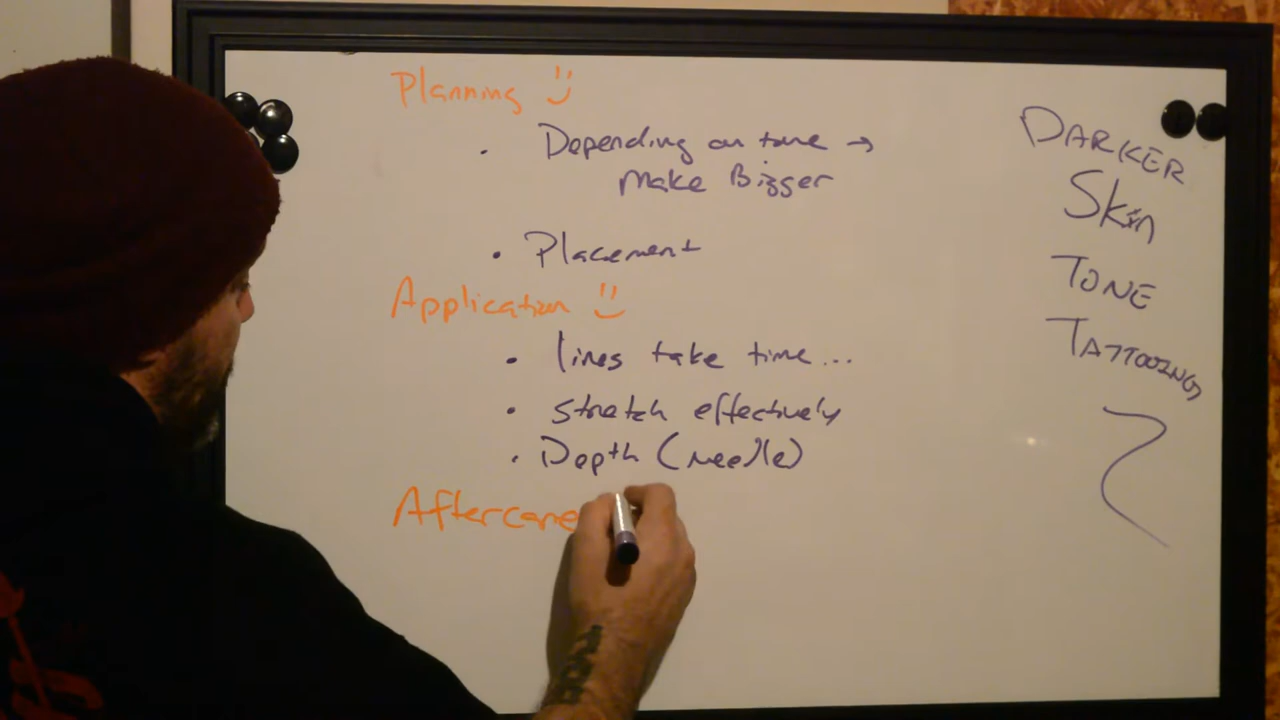 Planning
• Depending on tone →
Make Bigger
• Placement
Application
• lines take time...
• stretch effectively
• Depth (needle)
Aftercare
DARKER
Skin
TONE
TATTOOING